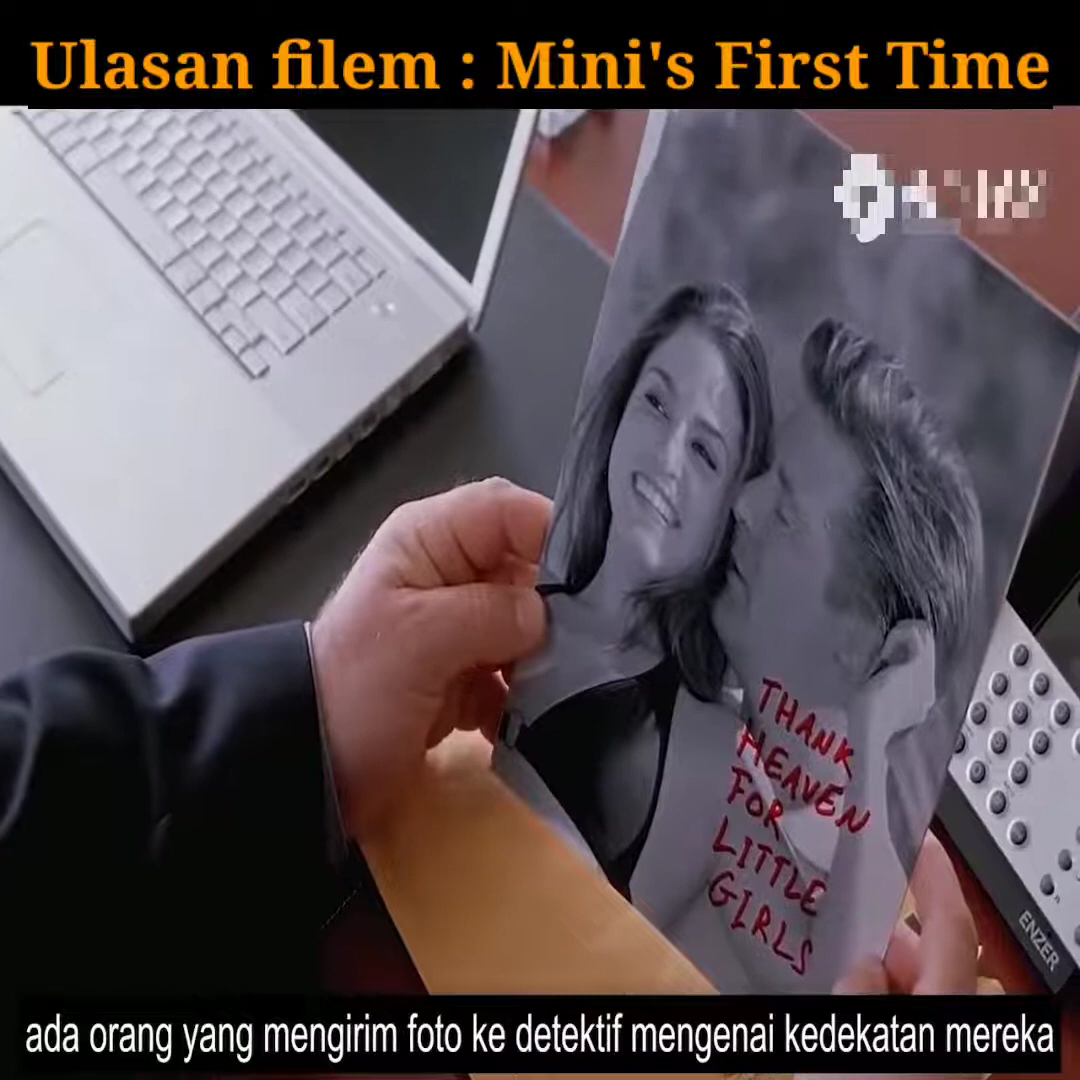 Ulasan filem : Mini's First Time
THANK
HEAVEN
FOR
LITTLE
GIRLS
ENZER
ada orang yang mengirim foto ke detektif mengenai kedekatan mereka